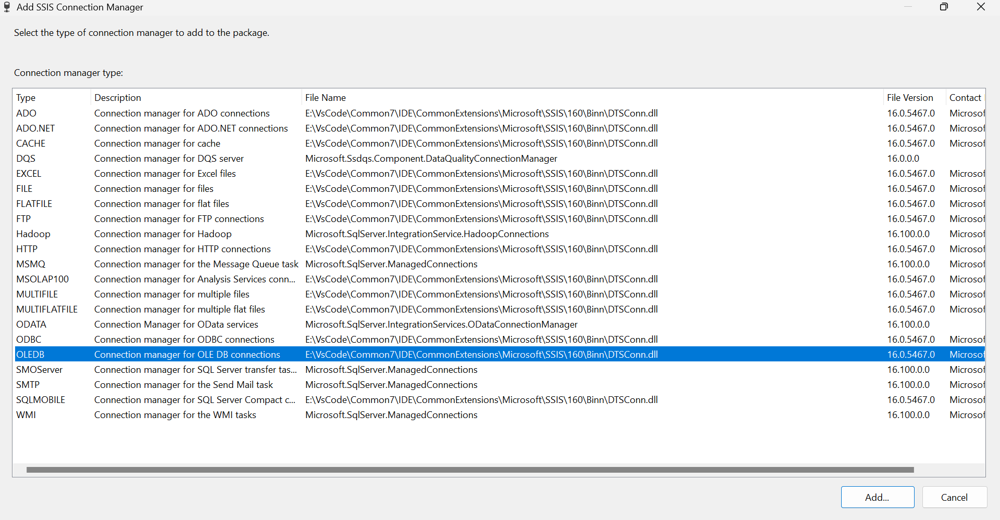 Add SSIS Connection Manager
Select the type of connection manager to add to the package.
Connection manager type:
Type Description File Name File Version Contact
ADO Connection manager for ADO connections E:\VsCode\Common7\IDE\CommonExtensions\Microsoft\SSIS\160\Binn\DTSConn.dll 16.0.5467.0 Microsof
ADO.NET Connection manager for ADO.NET connections E:\VsCode\Common7\IDE\CommonExtensions\Microsoft\SSIS\160\Binn\DTSConn.dll 16.0.5467.0 Microsof
CACHE Connection manager for cache E:\VsCode\Common7\IDE\CommonExtensions\Microsoft\SSIS\160\Binn\DTSConn.dll 16.0.5467.0 Microsof
DQS Connection manager for DQS server Microsoft.Ssdqs.Component.DataQualityConnectionManager 16.0.0.0
EXCEL Connection manager for Excel files E:\VsCode\Common7\IDE\CommonExtensions\Microsoft\SSIS\160\Binn\DTSConn.dll 16.0.5467.0 Microsof
FILE Connection manager for files E:\VsCode\Common7\IDE\CommonExtensions\Microsoft\SSIS\160\Binn\DTSConn.dll 16.0.5467.0 Microsof
FLATFILE Connection manager for flat files E:\VsCode\Common7\IDE\CommonExtensions\Microsoft\SSIS\160\Binn\DTSConn.dll 16.0.5467.0 Microsof
FTP Connection manager for FTP connections E:\VsCode\Common7\IDE\CommonExtensions\Microsoft\SSIS\160\Binn\DTSConn.dll 16.0.5467.0 Microsof
Hadoop Connection manager for Hadoop Microsoft.SqlServer.IntegrationService.HadoopConnections 16.100.0.0 Microsof
HTTP Connection manager for HTTP connections E:\VsCode\Common7\IDE\CommonExtensions\Microsoft\SSIS\160\Binn\DTSConn.dll 16.0.5467.0 Microsof
MSMQ Connection manager for the Message Queue task Microsoft.SqlServer.ManagedConnections 16.100.0.0 Microsof
MSOLAP100 Connection manager for Analysis Services conn... E:\VsCode\Common7\IDE\CommonExtensions\Microsoft\SSIS\160\Binn\DTSConn.dll 16.0.5467.0 Microsof
MULTIFILE Connection manager for multiple files E:\VsCode\Common7\IDE\CommonExtensions\Microsoft\SSIS\160\Binn\DTSConn.dll 16.0.5467.0 Microsof
MULTIFLATFILE Connection manager for multiple flat files E:\VsCode\Common7\IDE\CommonExtensions\Microsoft\SSIS\160\Binn\DTSConn.dll 16.0.5467.0 Microsof
ODATA Connection Manager for OData services Microsoft.SqlServer.IntegrationServices.ODataConnectionManager 16.100.0.0
ODBC Connection manager for ODBC connections E:\VsCode\Common7\IDE\CommonExtensions\Microsoft\SSIS\160\Binn\DTSConn.dll 16.0.5467.0 Microsof
OLEDB Connection manager for OLE DB connections E:\VsCode\Common7\IDE\CommonExtensions\Microsoft\SSIS\160\Binn\DTSConn.dll 16.0.5467.0 Microsof
SMOServer Connection manager for SQL Server transfer tas... Microsoft.SqlServer.ManagedConnections 16.100.0.0 Microsof
SMTP Connection manager for the Send Mail task Microsoft.SqlServer.ManagedConnections 16.100.0.0 Microsof
SQLMOBILE Connection manager for SQL Server Compact c... E:\VsCode\Common7\IDE\CommonExtensions\Microsoft\SSIS\160\Binn\DTSConn.dll 16.0.5467.0 Microsof
WMI Connection manager for the WMI tasks Microsoft.SqlServer.ManagedConnections 16.100.0.0 Microsof
Add... Cancel